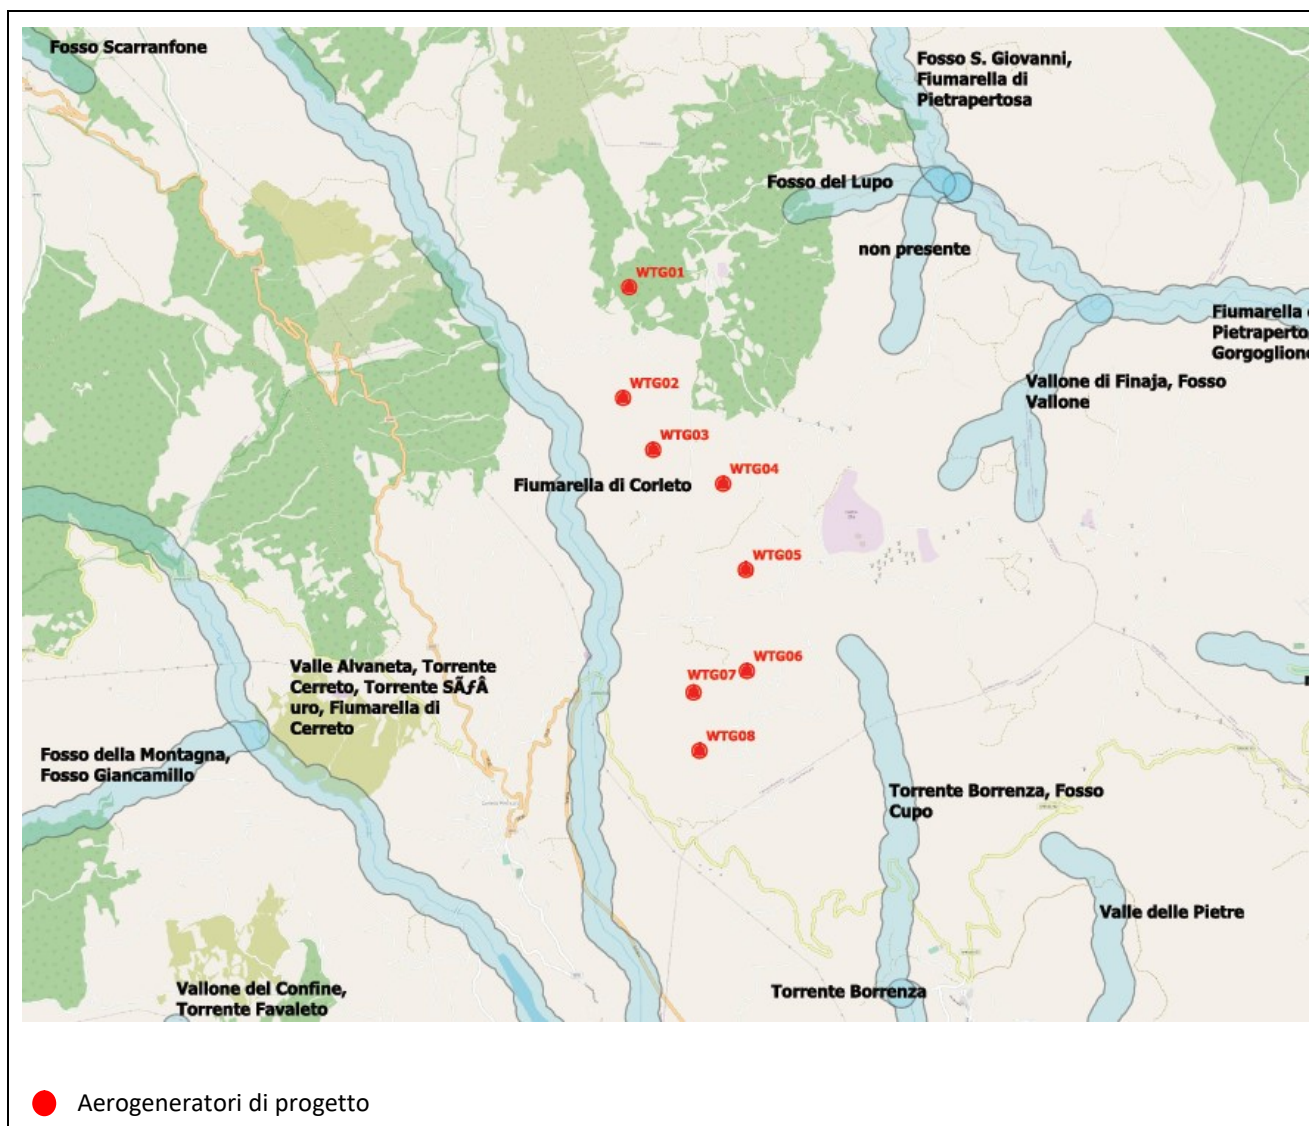 Fosso Scarranfone
Fosso S. Giovanni,
Fiumarella di
Pietrapertosa
Fosso del Lupo
non presente
WTG01
Fiumarella
Pietraperto
Gorgoglione
Vallone di Finaja, Fosso
Vallone
WTG02
WTG03
WTG04
Fiumarella di Corleto
WTG05
WTG06
WTG07
WTG08
Valle Alvaneta, Torrente
Cerreto, Torrente SÃƒÂ
uro, Fiumarella di
Cerreto
Fosso della Montagna,
Fosso Giancamillo
Torrente Borrenza, Fosso
Cupo
Valle delle Pietre
Vallone del Confine,
Torrente Favaleto
Torrente Borrenza
Aerogeneratori di progetto